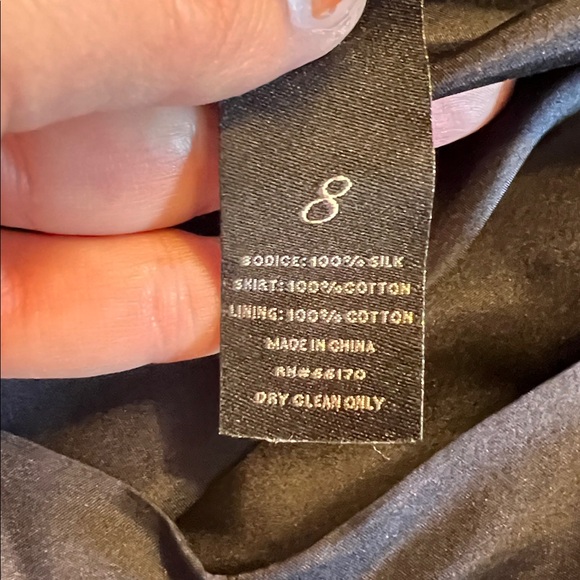 8
BODICE: 100% SILK
SKIRT: 100% COTTON
LINING: 100% COTTON
MADE IN CHINA
RN#66170
DRY CLEAN ONLY